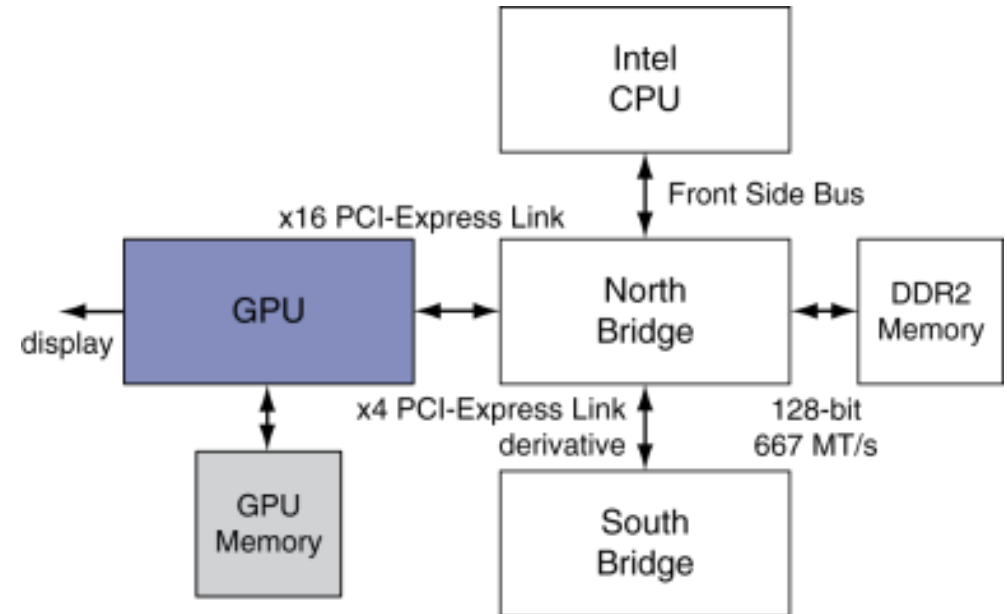 Intel
CPU
Front Side Bus
x16 PCI-Express Link
GPU
North
Bridge
DDR2
Memory
display
x4 PCI-Express Link
derivative
128-bit
667 MT/s
GPU
Memory
South
Bridge